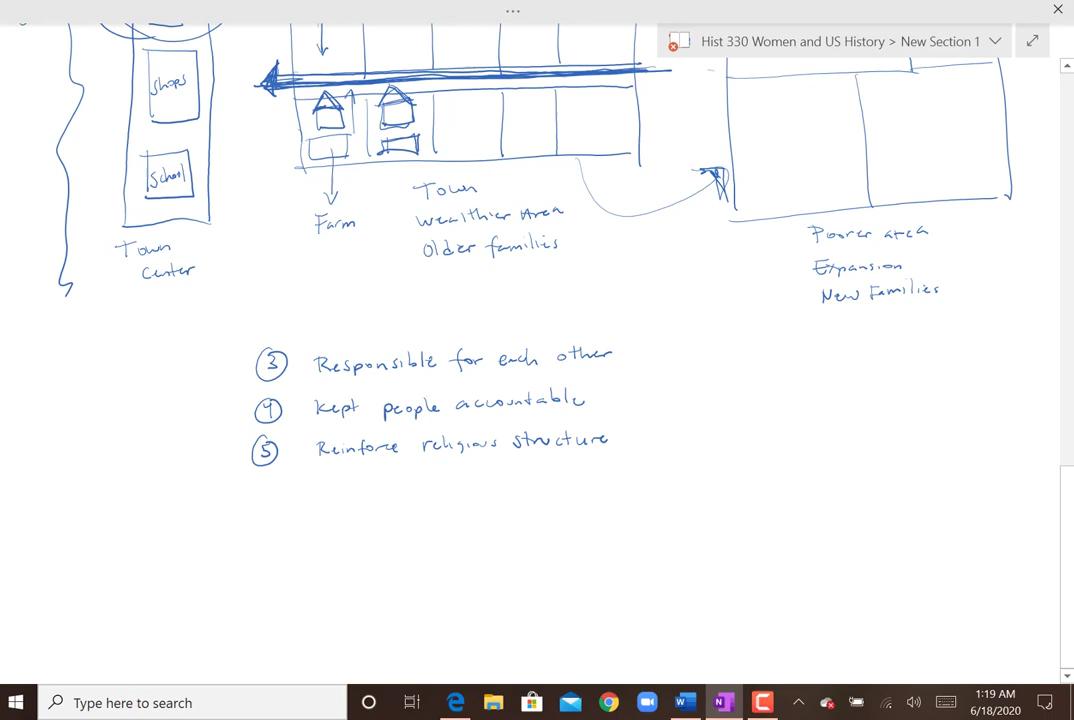 Hist 330 Women and US History > New Section 1
shops
School
Town
Center
Farm
Town
Wealthier Area
Older families
Poorer area
Expansion
New Families
3 Responsible for each other
4 Kept people accountable
5 Reinforce religious structure
Type here to search
1:19 AM
6/18/2020